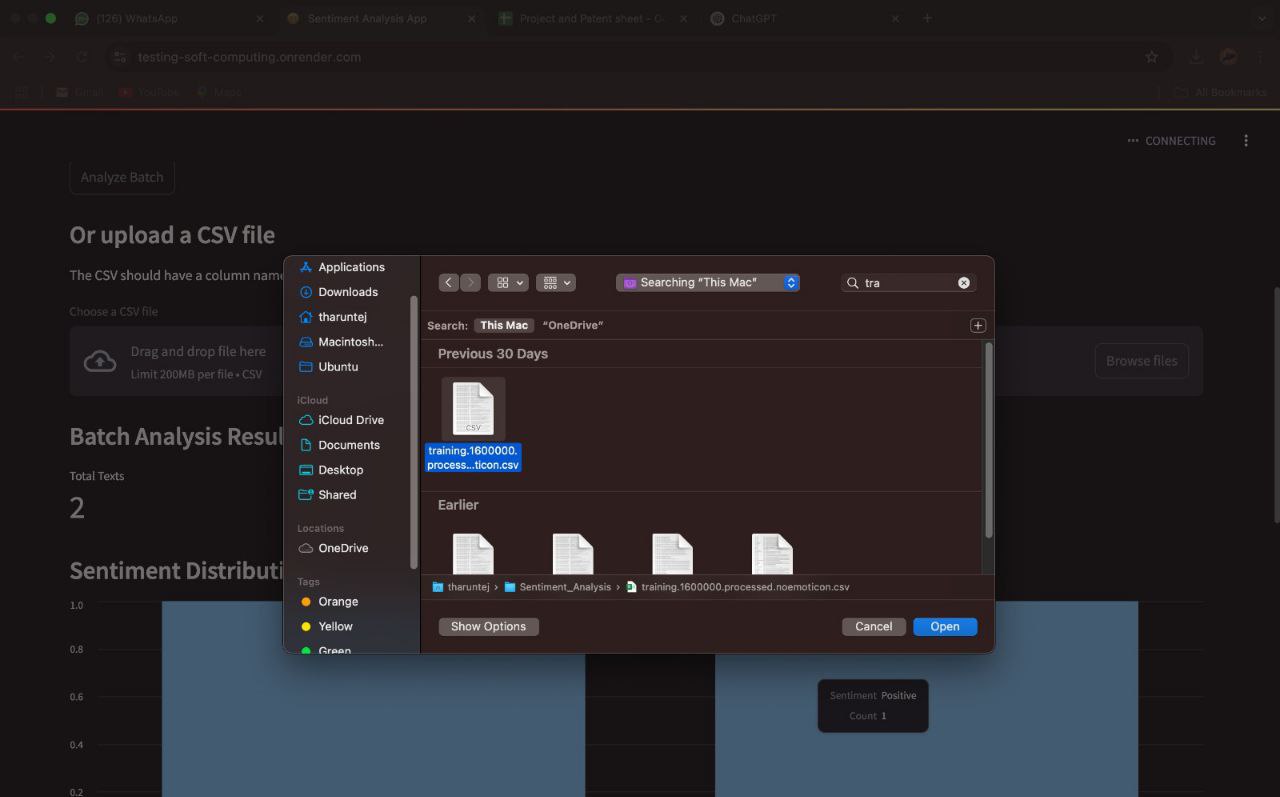 (126) WhatsApp
Sentiment Analysis App
Project and Patent sheet - G
ChatGPT
testing-soft-computing.onrender.com
Gmail
YouTube
Maps
All Bookmarks
CONNECTING
Analyze Batch
Or upload a CSV file
The CSV should have a column name
Choose a CSV file
Drag and drop file here
Limit 200MB per file • CSV
Browse files
Batch Analysis Resul
Total Texts
2
Sentiment Distributi
1.0
0.8
0.6
0.4
0.2
Sentiment Positive
Count 1
Applications
Downloads
tharuntej
Macintosh...
Ubuntu
iCloud
iCloud Drive
Documents
Desktop
Shared
Locations
OneDrive
Tags
Orange
Yellow
Green
Searching "This Mac"
tra
Search: This Mac "OneDrive"
Previous 30 Days
CSV
training.1600000.
process...ticon.csv
Earlier
tharuntej › Sentiment_Analysis › training.1600000.processed.noemoticon.csv
Show Options
Cancel
Open